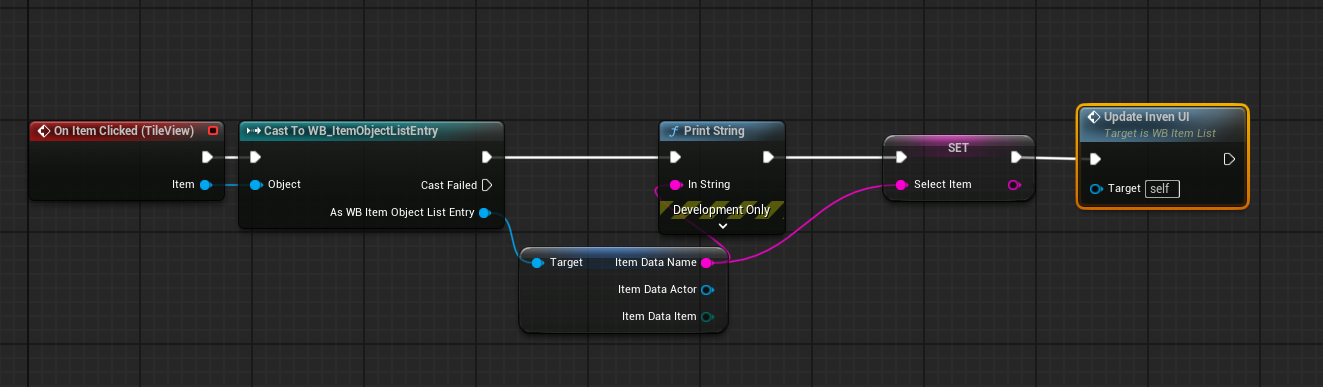 On Item Clicked (TileView)
Item
Cast To WB_ItemObjectListEntry
Object
Cast Failed
As WB Item Object List Entry
Target
Item Data Name
Item Data Actor
Item Data Item
f Print String
In String
Development Only
SET
Select Item
Update Inven UI
Target is WB Item List
Target self